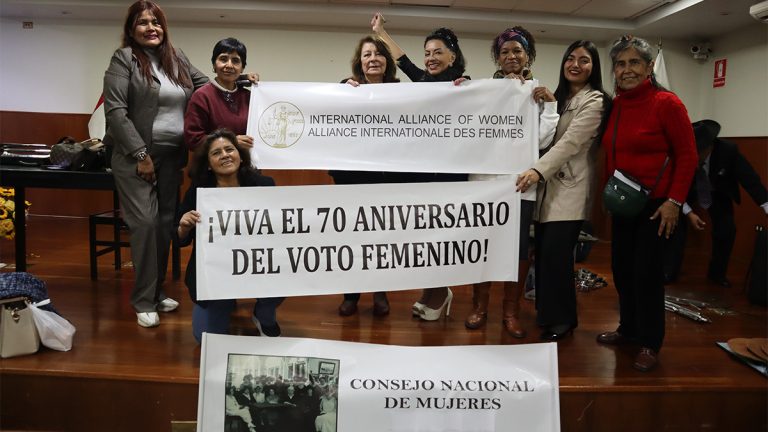 INTERNATIONAL ALLIANCE OF WOMEN
ALLIANCE INTERNATIONALE DES FEMMES
¡VIVA EL 70 ANIVERSARIO
DEL VOTO FEMENINO!
CONSEJO NACIONAL
DE MUJERES